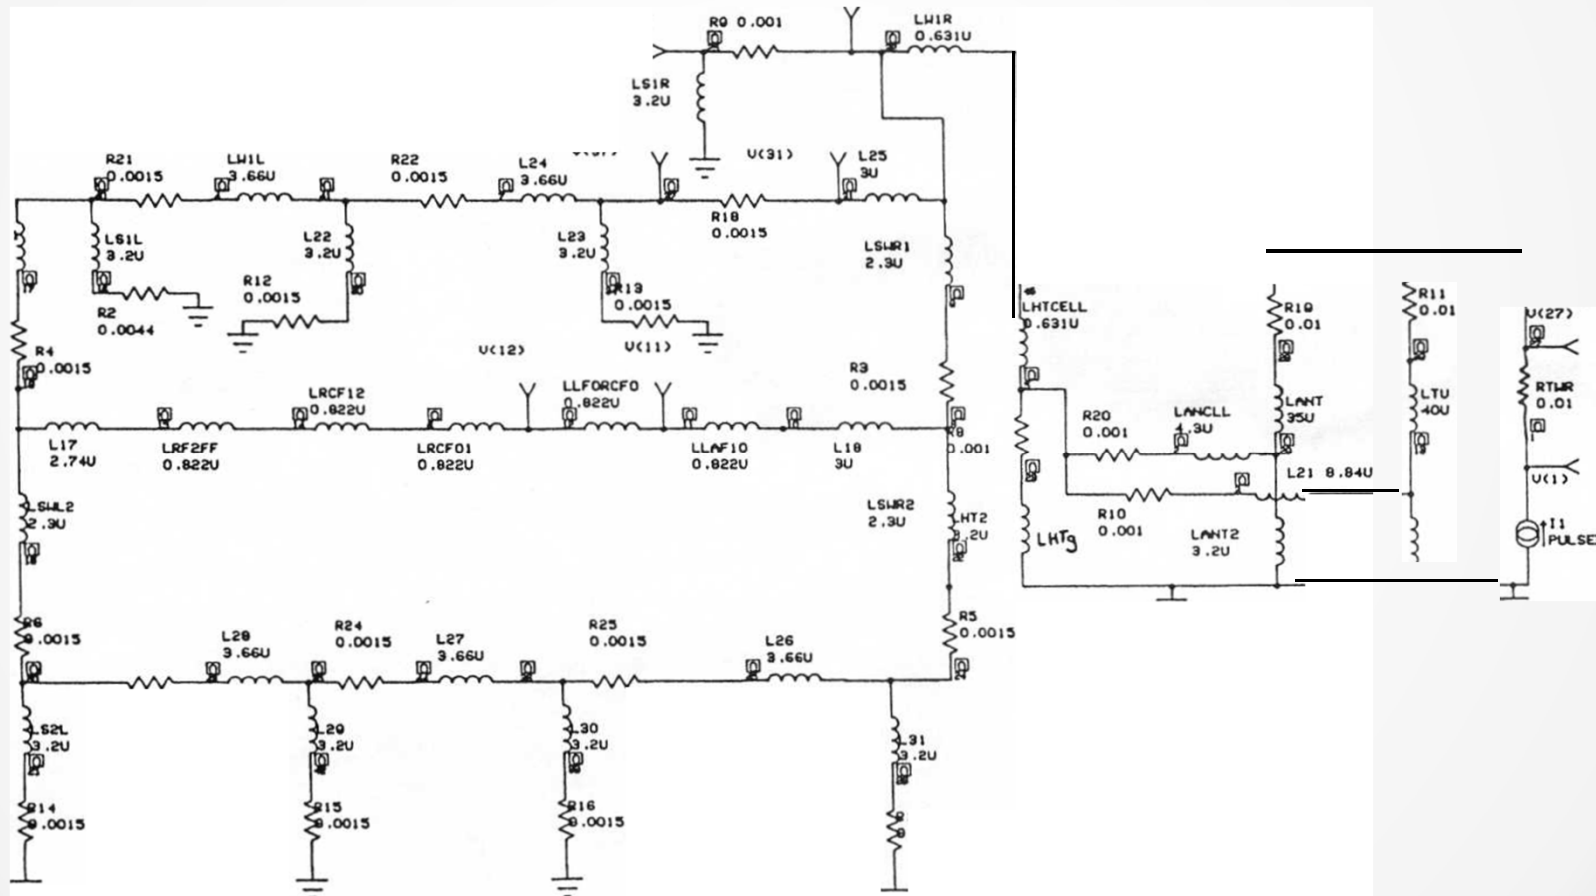 R9 0.001
LW1R
0.631U
LS1R
3.2U
R21
0.0015
LW1L
3.66U
R22
0.0015
L24
3.66U
V(31)
L25
3U
R18
0.0015
LS1L
3.2U
L22
3.2U
L23
3.2U
LSWR1
2.3U
R12
0.0015
R13
0.0015
R2
0.0044
LHTCELL
0.631U
R19
0.01
R11
0.01
V(27)
R4
0.0015
V(12)
V(11)
R3
0.0015
LRCF12
0.822U
LLFORCFO
0.822U
RTWR
0.01
LANT
35U
LTU
40U
R20
0.001
LANCLL
4.3U
L17
2.74U
LRF2FF
0.822U
LRCF01
0.822U
LLAF10
0.822U
L18
3U
R8
0.001
L21 8.84U
V(1)
LSWL2
2.3U
LSWR2
2.3U
LHT2
3.2U
R10
0.001
LHTg
LANT2
3.2U
I1
PULSE
R6
0.0015
L28
3.66U
R24
0.0015
L27
3.66U
R25
0.0015
L26
3.66U
R5
0.0015
LS2L
3.2U
L29
3.2U
L30
3.2U
L31
3.2U
R14
0.0015
R15
0.0015
R16
0.0015